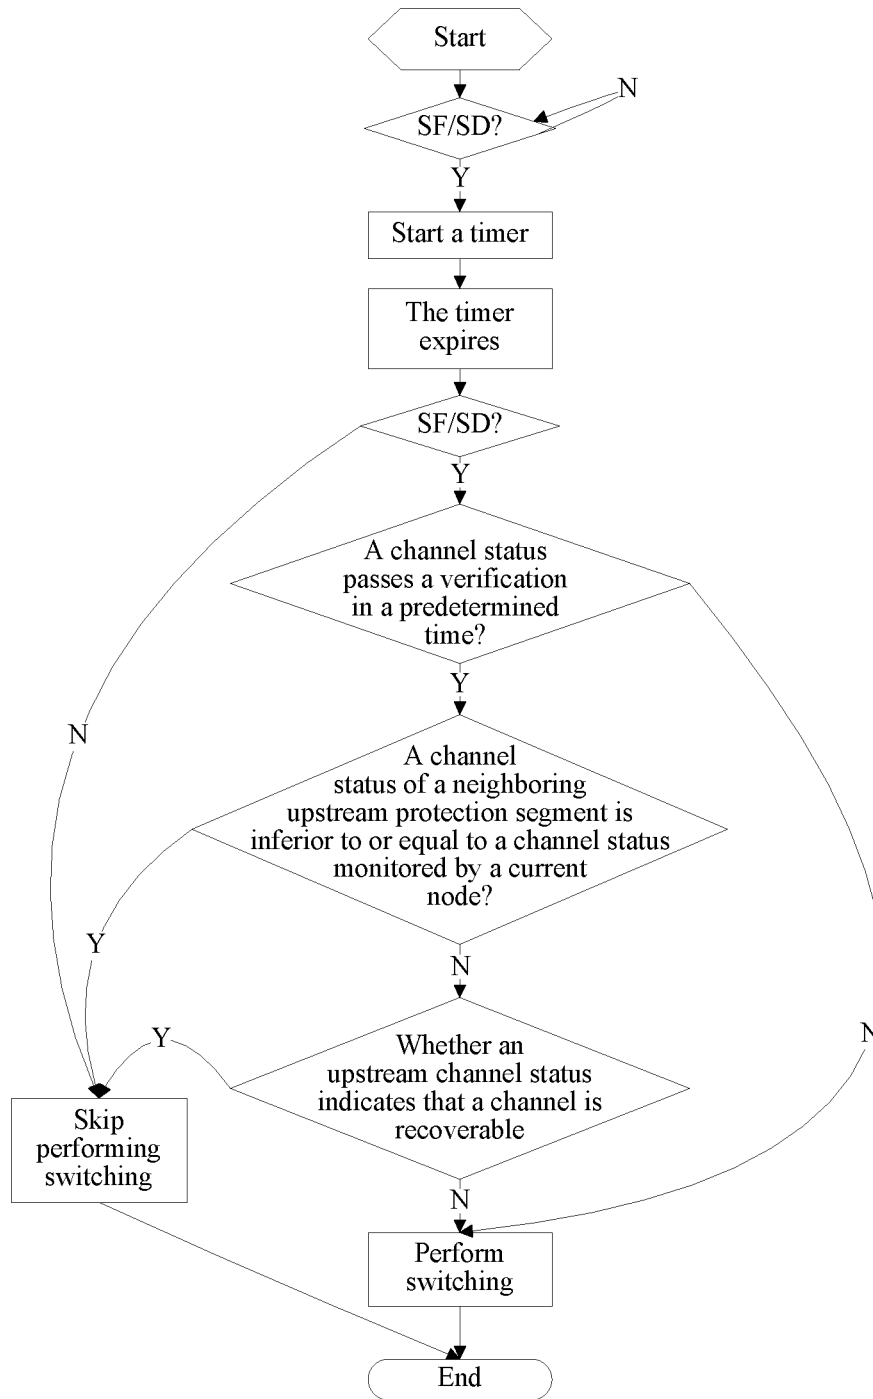 Start
N
SF/SD?
Y
Start a timer
The timer
expires
SF/SD?
Y
A channel status
passes a verification
in a predetermined
time?
Y
N
A channel
status of a neighboring
upstream protection segment is
inferior to or equal to a channel status
monitored by a current
node?
Y
N
Y
N
Whether an
upstream channel status
indicates that a channel is
recoverable
Skip
performing
switching
N
Perform
switching
End